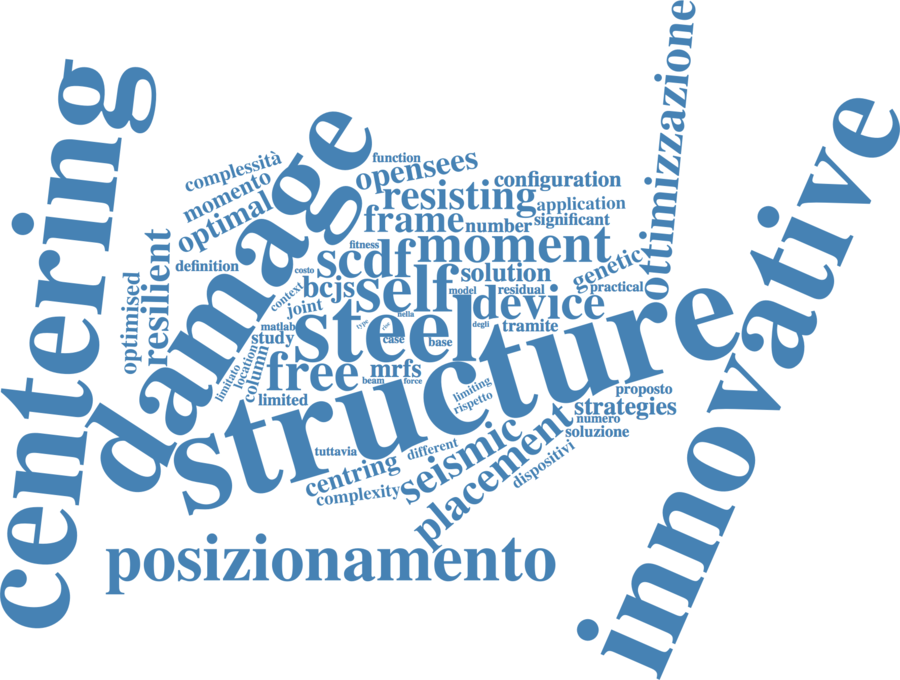 centering
damage
structure
innovative
ottimizzazione
posizionamento
complessità
momento
optimal
function
opensees
resisting
configuration
application
frame
number
significant
definition
fitness
scdf
moment
genetic
optimised
resilient
costo
context
bcjs
self
solution
model
residual
practical
joint
device
nella
steel
degli
tramite
matlab
study
type
case
base
location
limitato
column
free
mrfs
beam
force
limited
limiting
rispetto
proposto
strategies
numero
soluzione
tuttavia
different
centring
complexity
seismic
placement
dispositivi